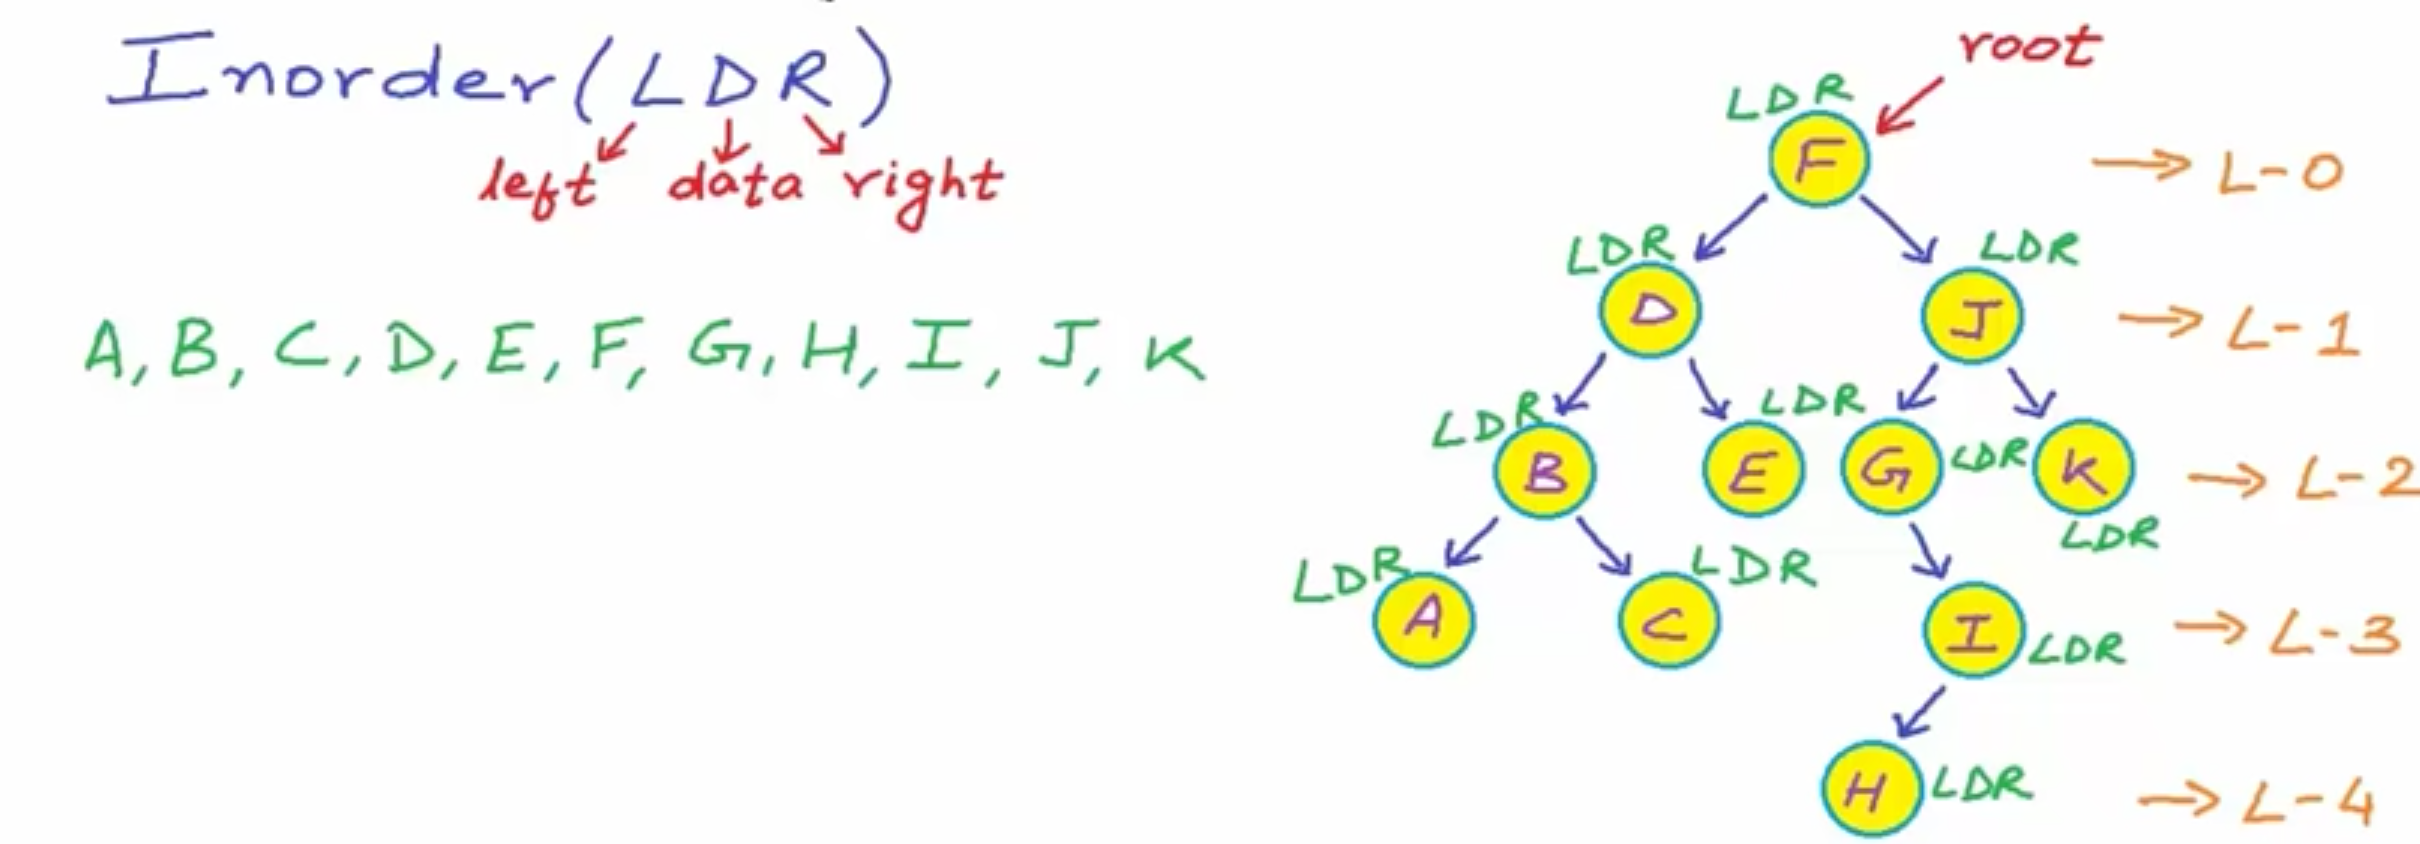 Inorder(LDR)
left data right
A, B, C, D, E, F, G, H, I, J, K
root
LDR
F
L-0
LDR
LDR
D
J
L-1
LDR
LDR
B
E
G
LDR
K
L-2
LDR
LDR
LDR
A
C
I
LDR
L-3
H
LDR
L-4